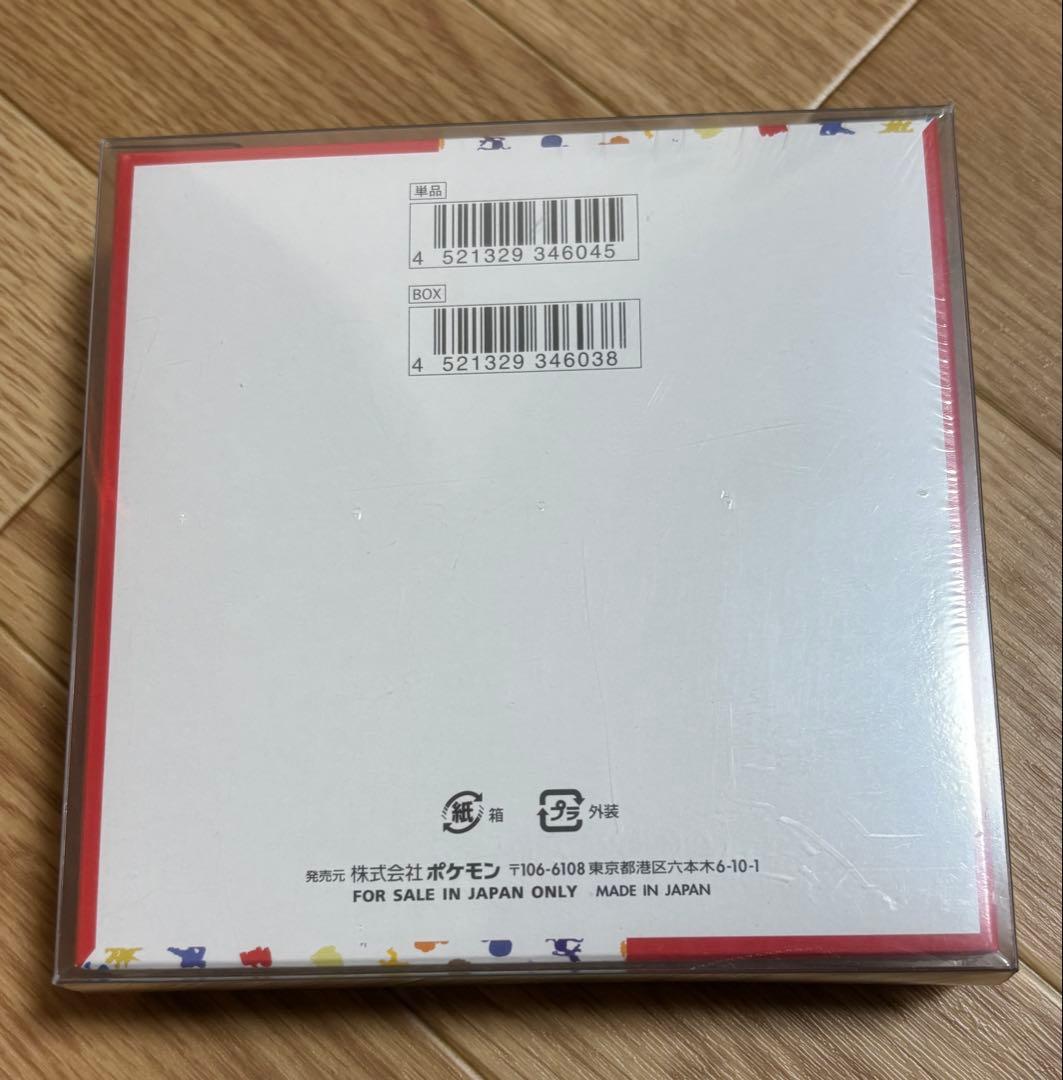 単品
4 521329 346045
BOX
4 521329 346038
紙 箱 プラ 外装
発売元 株式会社ポケモン 〒106-6108 東京都港区六本木6-10-1
FOR SALE IN JAPAN ONLY MADE IN JAPAN